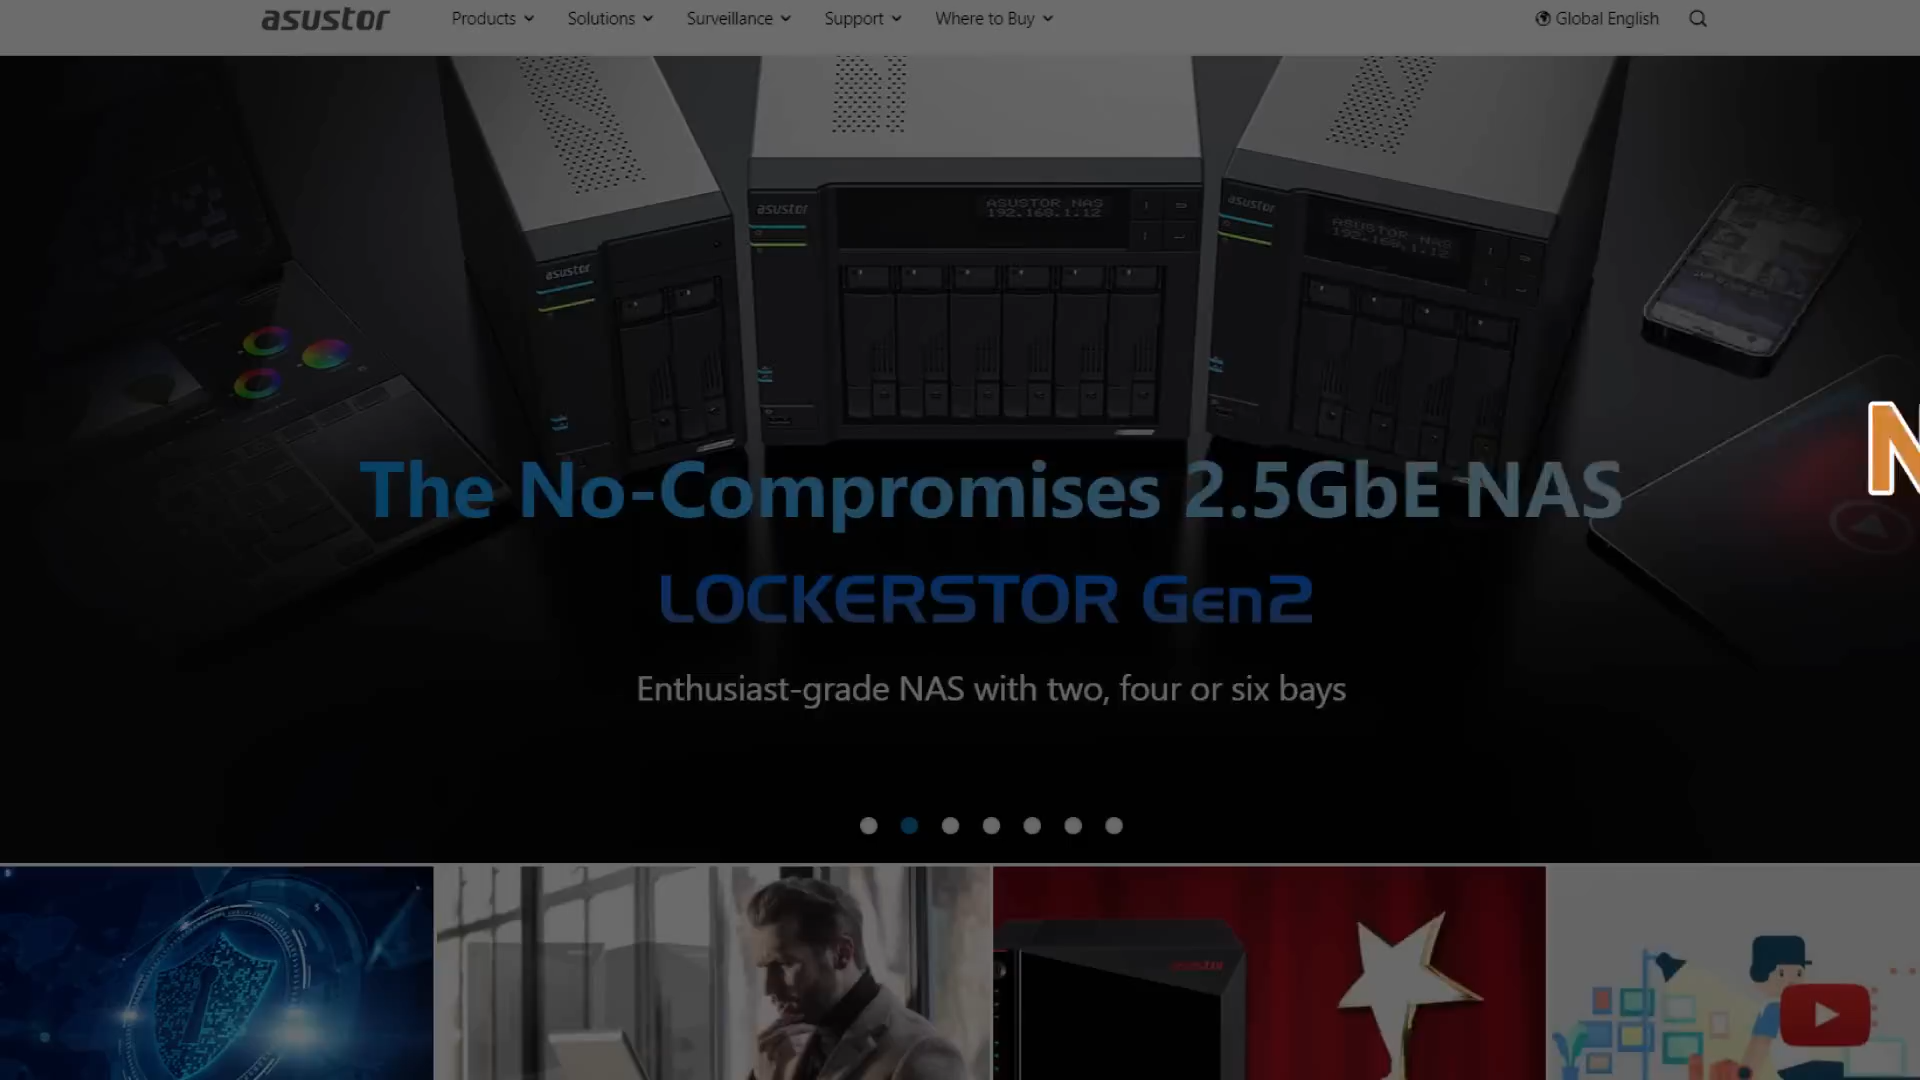 asustor
Products
Solutions
Surveillance
Support
Where to Buy
Global English
asustor
ASUSTOR NAS
192.168.1.12
asustor
ASUSTOR NAS
192.168.1.12
asustor
The No-Compromises 2.5GbE NAS
N
LOCKERSTOR Gen2
Enthusiast-grade NAS with two, four or six bays
asustor